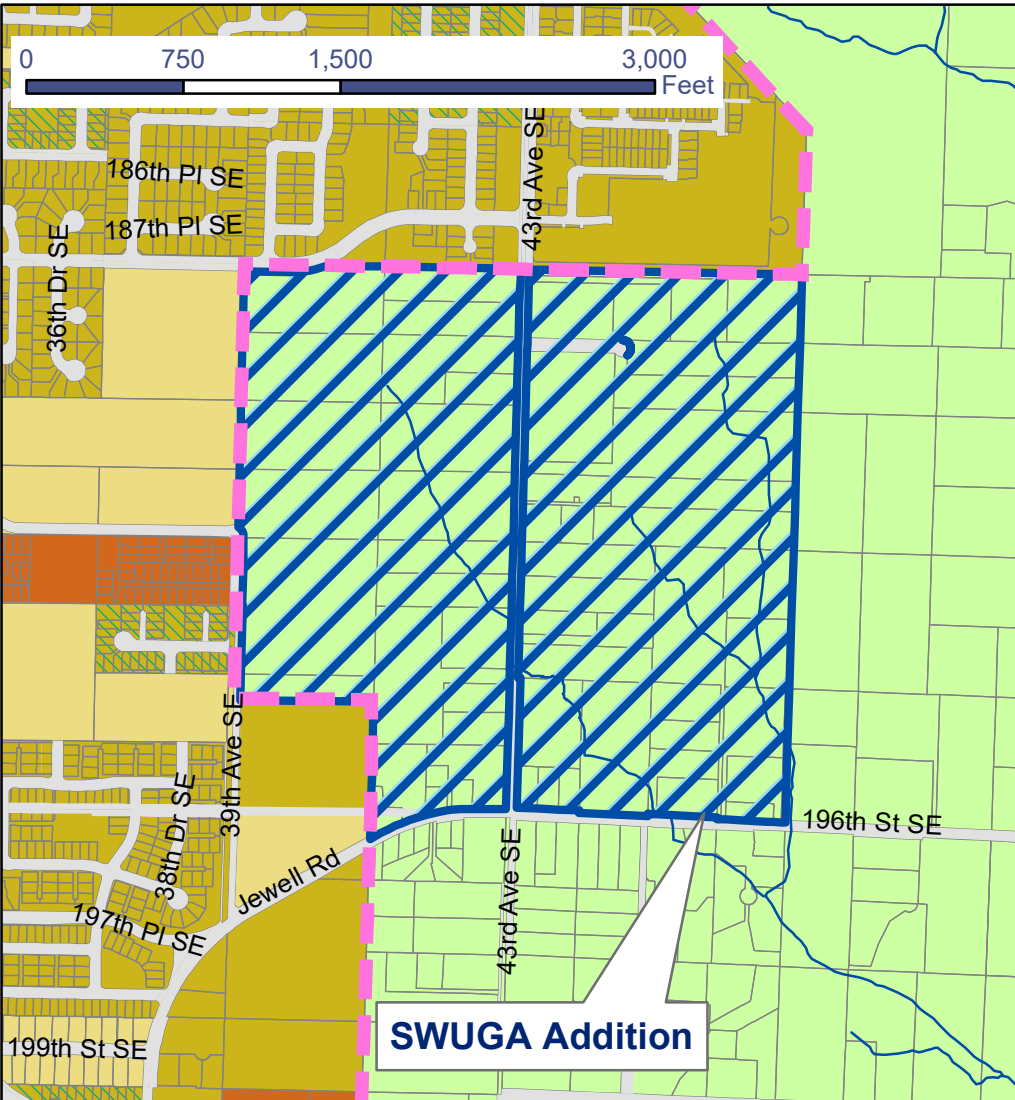 0 750 1,500 3,000
Feet
43rd Ave SE
186th Pl SE
187th Pl SE
36th Dr SE
39th Ave SE
38th Dr SE
196th St SE
Jewell Rd
43rd Ave SE
197th Pl SE
SWUGA Addition
199th St SE